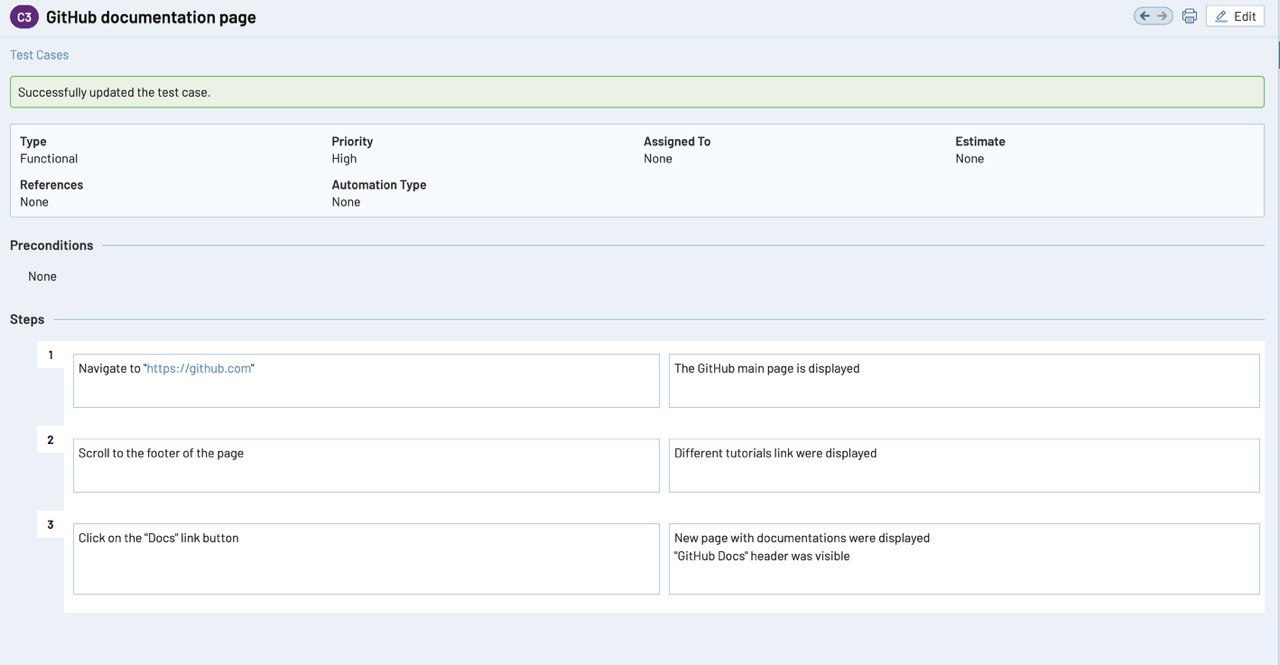 C3 GitHub documentation page
Edit
Test Cases
Successfully updated the test case.
Type Priority Assigned To Estimate
Functional High None None
References Automation Type
None None
Preconditions
None
Steps
1
Navigate to "https://github.com" The GitHub main page is displayed
2
Scroll to the footer of the page Different tutorials link were displayed
3
Click on the "Docs" link button New page with documentations were displayed
"GitHub Docs" header was visible